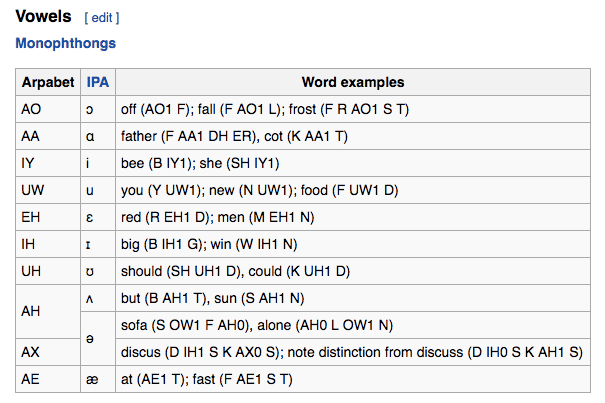 Vowels [ edit ]
Monophthongs
Arpabet IPA Word examples
AO ɔ off (AO1 F); fall (F AO1 L); frost (F R AO1 S T)
AA ɑ father (F AA1 DH ER), cot (K AA1 T)
IY i bee (B IY1); she (SH IY1)
UW u you (Y UW1); new (N UW1); food (F UW1 D)
EH ɛ red (R EH1 D); men (M EH1 N)
IH ɪ big (B IH1 G); win (W IH1 N)
UH ʊ should (SH UH1 D), could (K UH1 D)
AH ʌ but (B AH1 T), sun (S AH1 N)
ə sofa (S OW1 F AH0), alone (AH0 L OW1 N)
AX discus (D IH1 S K AX0 S); note distinction from discuss (D IH0 S K AH1 S)
AE æ at (AE1 T); fast (F AE1 S T)